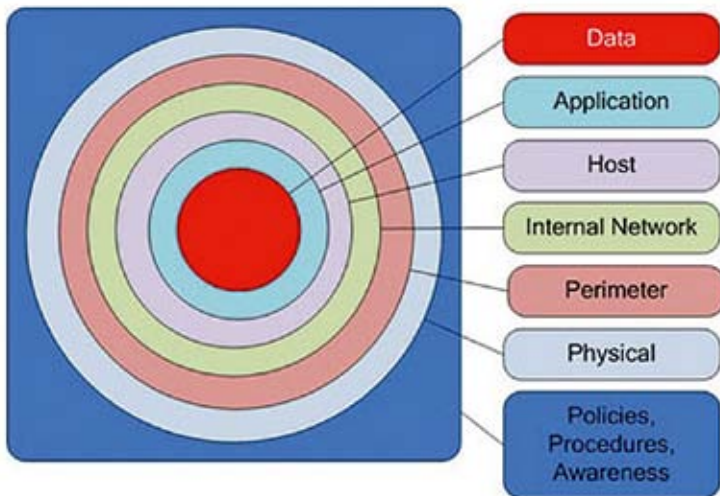 Data
Application
Host
Internal Network
Perimeter
Physical
Policies,
Procedures,
Awareness